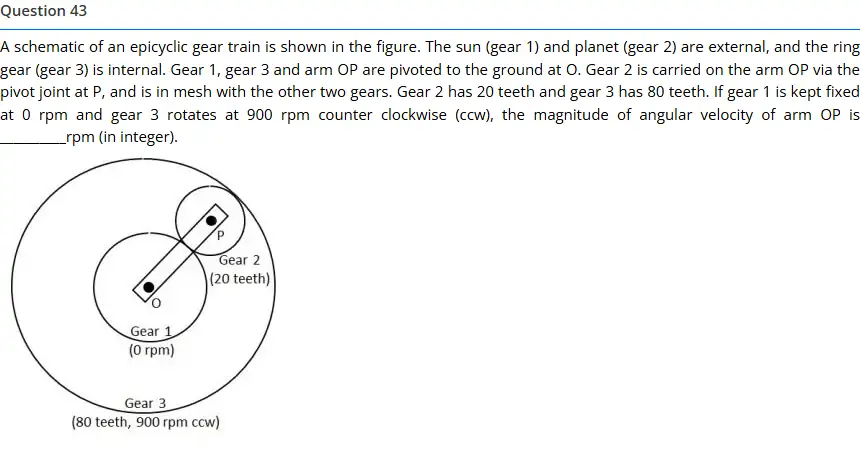 Question 43
A schematic of an epicyclic gear train is shown in the figure. The sun (gear 1) and planet (gear 2) are external, and the ring
gear (gear 3) is internal. Gear 1, gear 3 and arm OP are pivoted to the ground at O. Gear 2 is carried on the arm OP via the
pivot joint at P, and is in mesh with the other two gears. Gear 2 has 20 teeth and gear 3 has 80 teeth. If gear 1 is kept fixed
at 0 rpm and gear 3 rotates at 900 rpm counter clockwise (ccw), the magnitude of angular velocity of arm OP is
_________rpm (in integer).
P
Gear 2
(20 teeth)
O
Gear 1
(0 rpm)
Gear 3
(80 teeth, 900 rpm ccw)